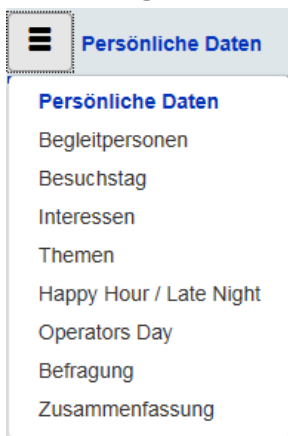 Persönliche Daten
Persönliche Daten
Begleitpersonen
Besuchstag
Interessen
Themen
Happy Hour / Late Night
Operators Day
Befragung
Zusammenfassung